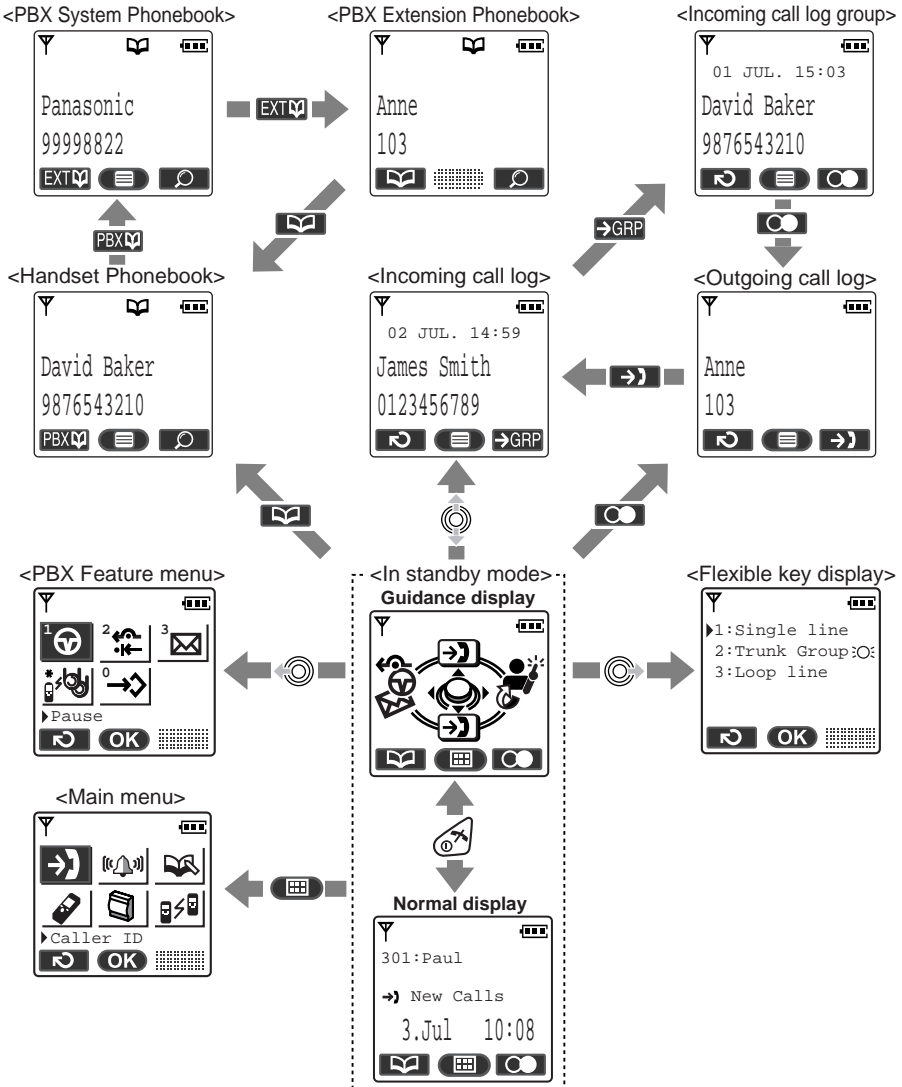 <PBX System Phonebook>
Panasonic
99998822
EXT
EXT
PBX
<PBX Extension Phonebook>
Anne
103
<Incoming call log group>
01 JUL. 15:03
David Baker
9876543210
<Handset Phonebook>
David Baker
9876543210
PBX
<Incoming call log>
02 JUL. 14:59
James Smith
0123456789
→GRP
→GRP
<Outgoing call log>
Anne
103
<PBX Feature menu>
1 2 3
* 0
Pause
OK
<In standby mode>
Guidance display
<Flexible key display>
1:Single line
2:Trunk Group
3:Loop line
OK
<Main menu>
Caller ID
OK
Normal display
301:Paul
New Calls
3.Jul 10:08